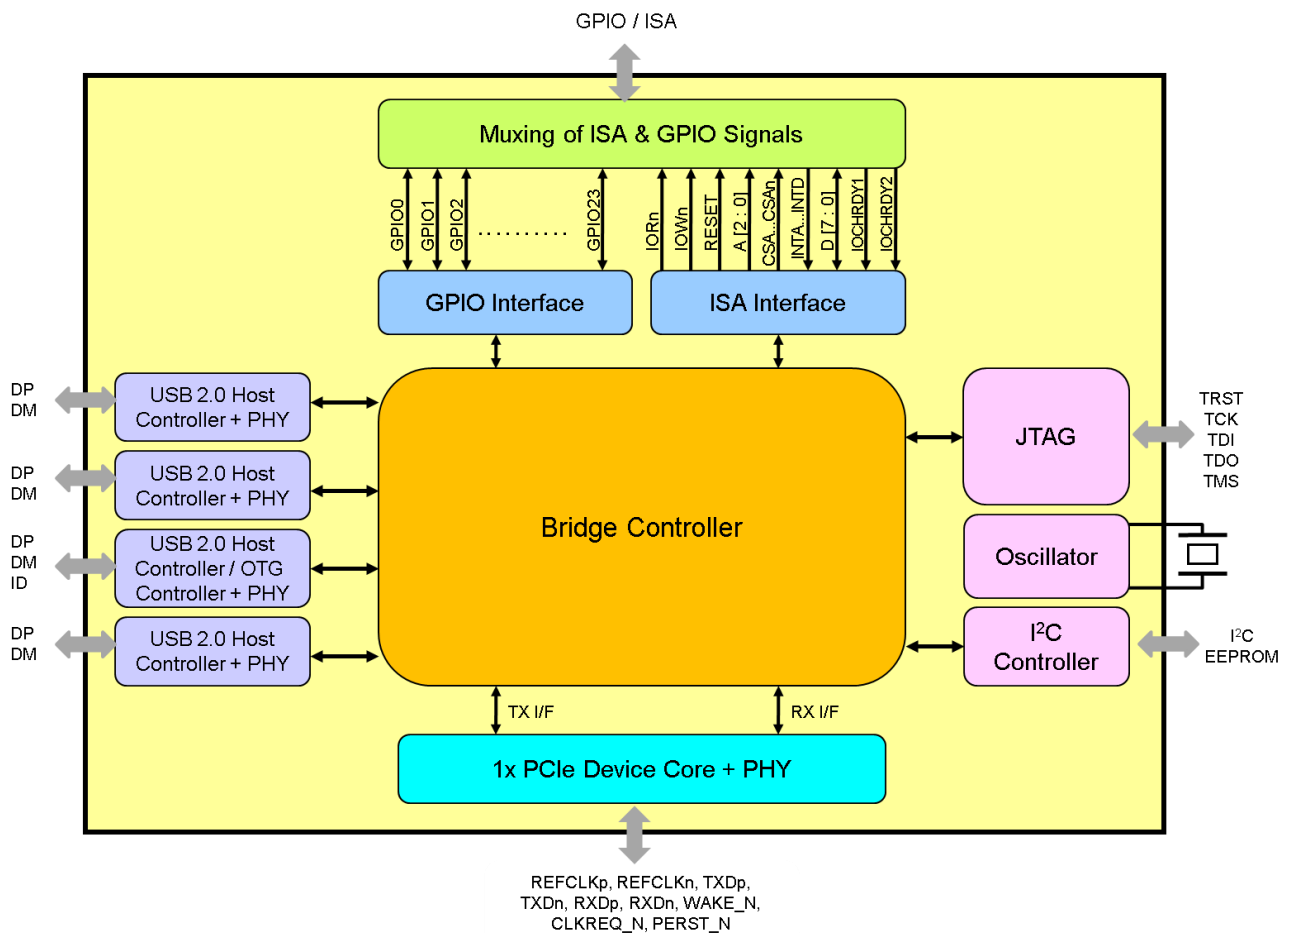 GPIO / ISA
Muxing of ISA & GPIO Signals
GPIO0
GPIO1
GPIO2
..........
GPIO23
IORn
IOWn
RESET
A [2 : 0]
CSA...CSAn
INTA...INTD
D [7 : 0]
IOCHRDY1
IOCHRDY2
GPIO Interface
ISA Interface
DP
DM
USB 2.0 Host
Controller + PHY
DP
DM
USB 2.0 Host
Controller + PHY
DP
DM
ID
USB 2.0 Host
Controller / OTG
Controller + PHY
DP
DM
USB 2.0 Host
Controller + PHY
Bridge Controller
JTAG
TRST
TCK
TDI
TDO
TMS
Oscillator
I²C
Controller
I²C
EEPROM
TX I/F
RX I/F
1x PCIe Device Core + PHY
REFCLKp, REFCLKn, TXDp,
TXDn, RXDp, RXDn, WAKE_N,
CLKREQ_N, PERST_N